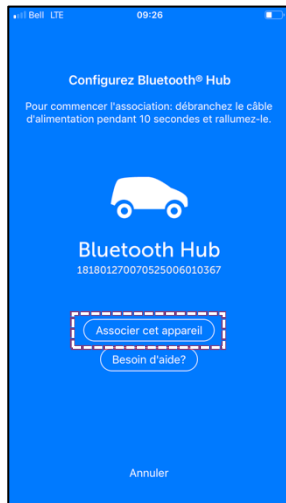 Bell LTE 09:26
Configurez Bluetooth® Hub
Pour commencer l'association: débranchez le câble
d'alimentation pendant 10 secondes et rallumez-le.
Bluetooth Hub
181801270070525006010367
Associer cet appareil
Besoin d'aide?
Annuler